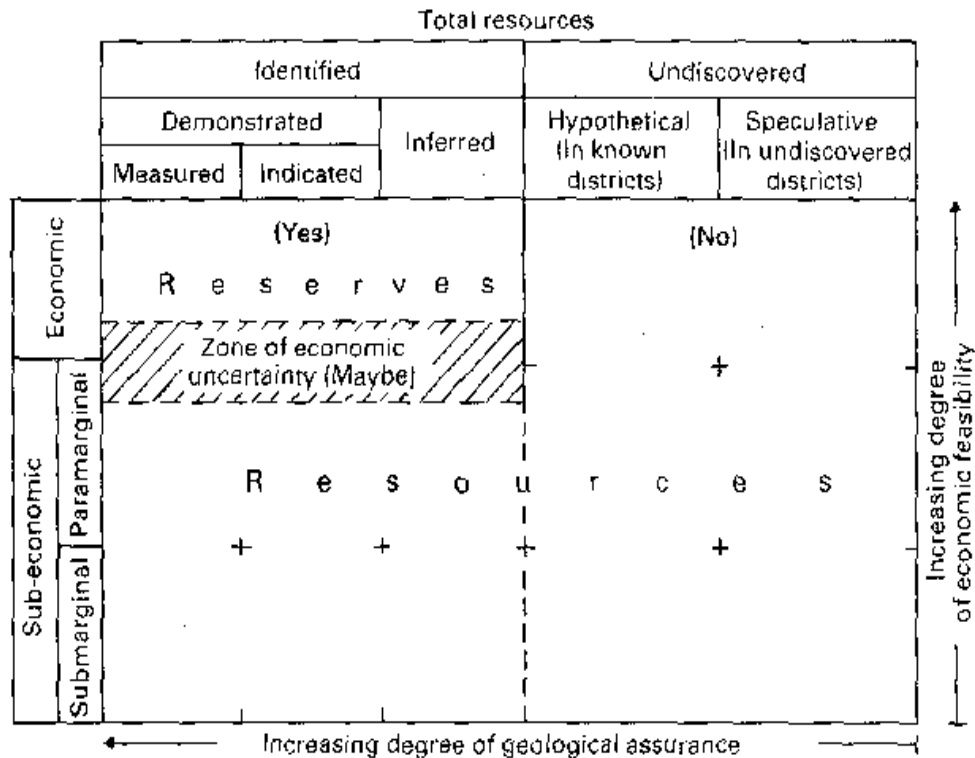 Total resources
Identified
Undiscovered
Demonstrated
Inferred
Hypothetical
(In known
districts)
Speculative
(In undiscovered
districts)
Measured
Indicated
Economic
(Yes)
(No)
Reserves
Zone of economic
uncertainty (Maybe)
Sub-economic
Paramarginal
Resources
Submarginal
Increasing degree
of economic feasibility
Increasing degree of geological assurance